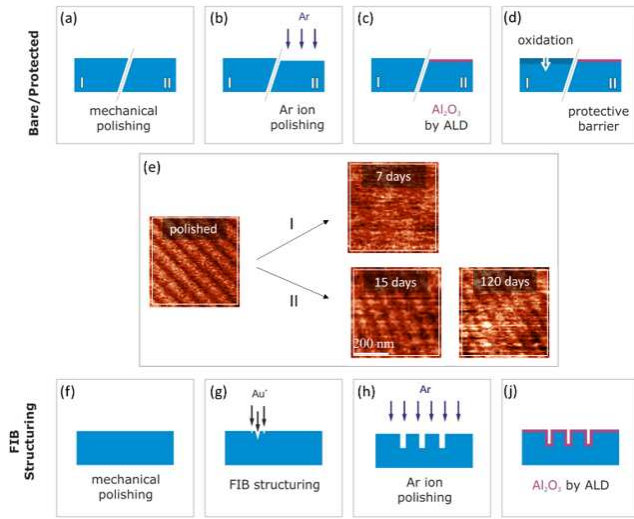 Bare/Protected
(a)
I II
mechanical
polishing
(b)
Ar
I II
Ar ion
polishing
(c)
I II
Al₂O₃
by ALD
(d)
oxidation
I II
protective
barrier
(e)
polished
I
II
7 days
15 days
200 nm
120 days
FIB
Structuring
(f)
mechanical
polishing
(g)
Au⁺
FIB structuring
(h)
Ar
Ar ion
polishing
(j)
Al₂O₃ by ALD